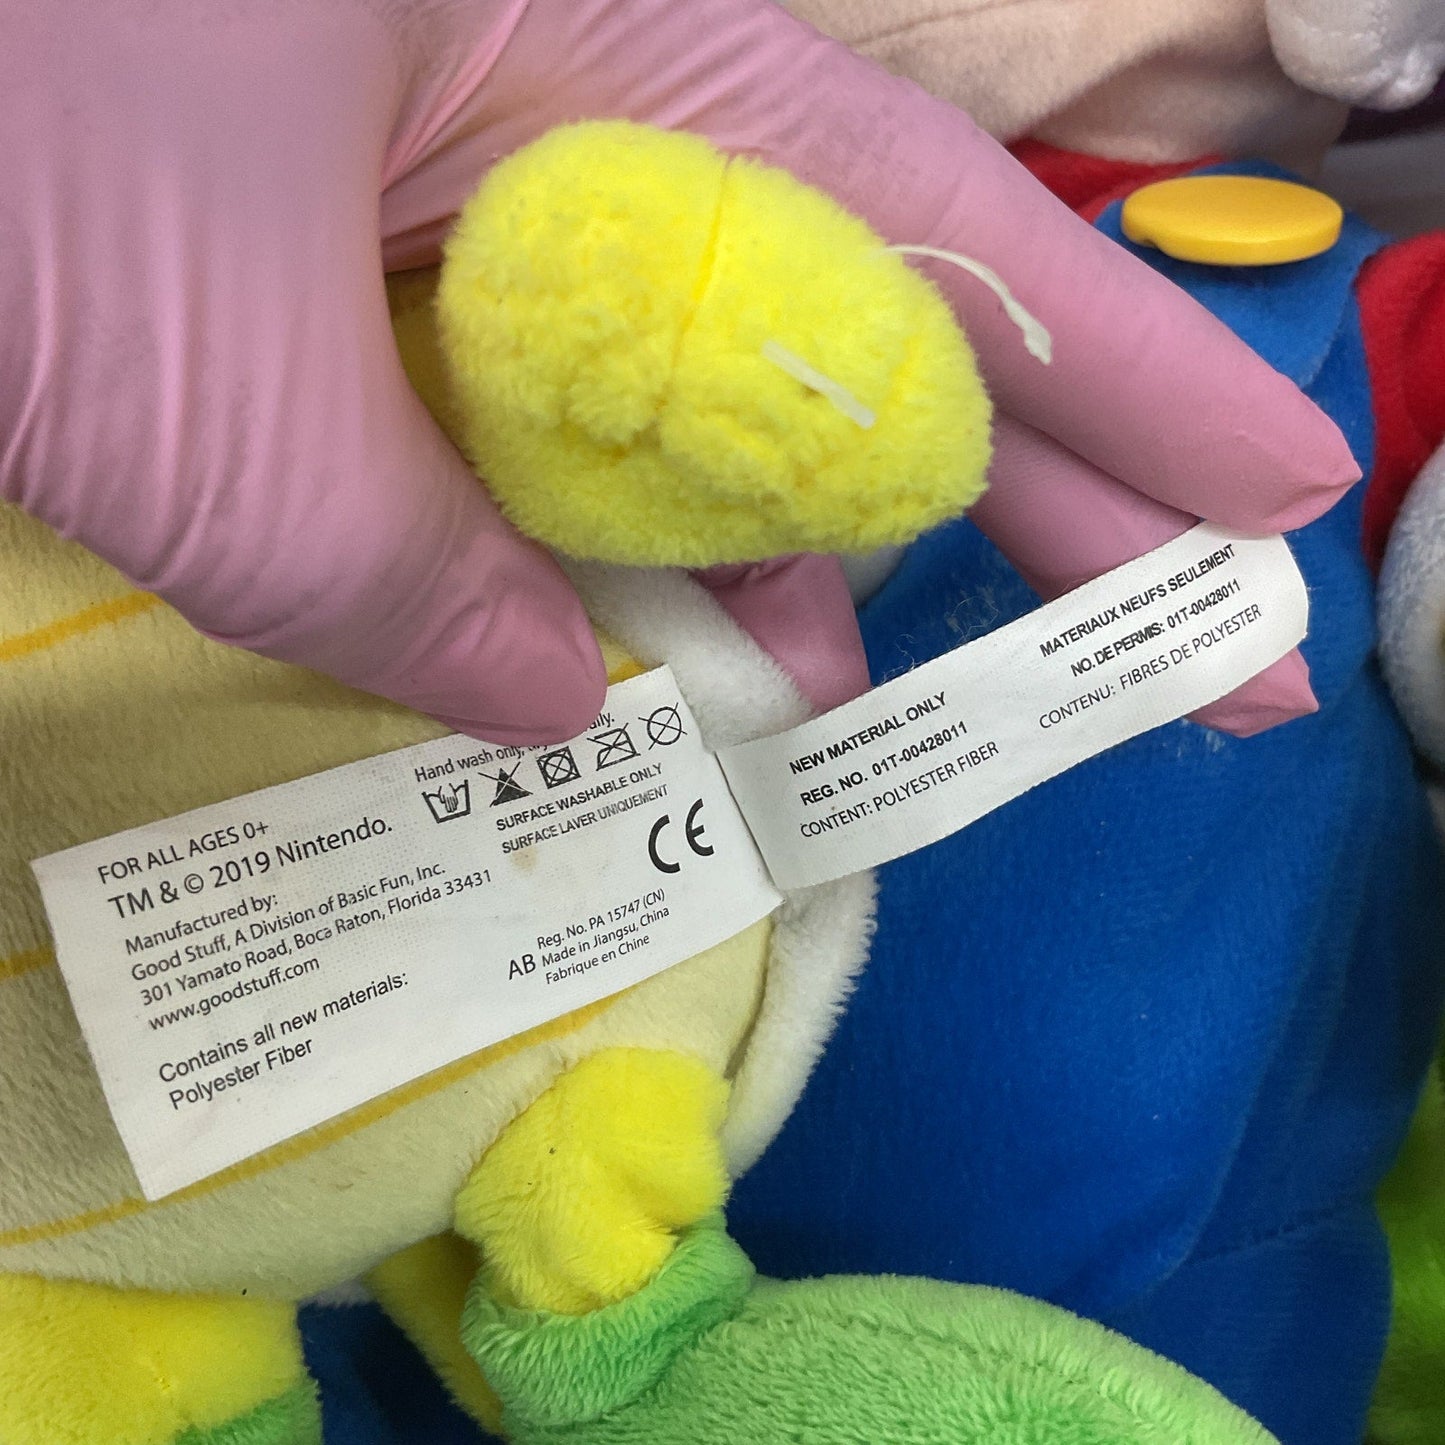 FOR ALL AGES 0+
TM & © 2019 Nintendo.
Manufactured by:
Good Stuff, A Division of Basic Fun, Inc.
301 Yamato Road, Boca Raton, Florida 33431
www.goodstuff.com
Contains all new materials:
Polyester Fiber
Hand wash only,
SURFACE WASHABLE ONLY
SURFACE LAVER UNIQUEMENT
CE
Reg. No. PA 15747 (CN)
AB Made in Jiangsu, China
Fabrique en Chine
NEW MATERIAL ONLY
REG. NO. 01T-00428011
CONTENT: POLYESTER FIBER
MATERIAUX NEUFS SEULEMENT
NO. DE PERMIS: 01T-00428011
CONTENU: FIBRES DE POLYESTER